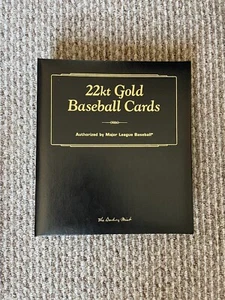 22kt Gold
Baseball Cards
Authorized by Major League Baseball®
The Danbury Mint